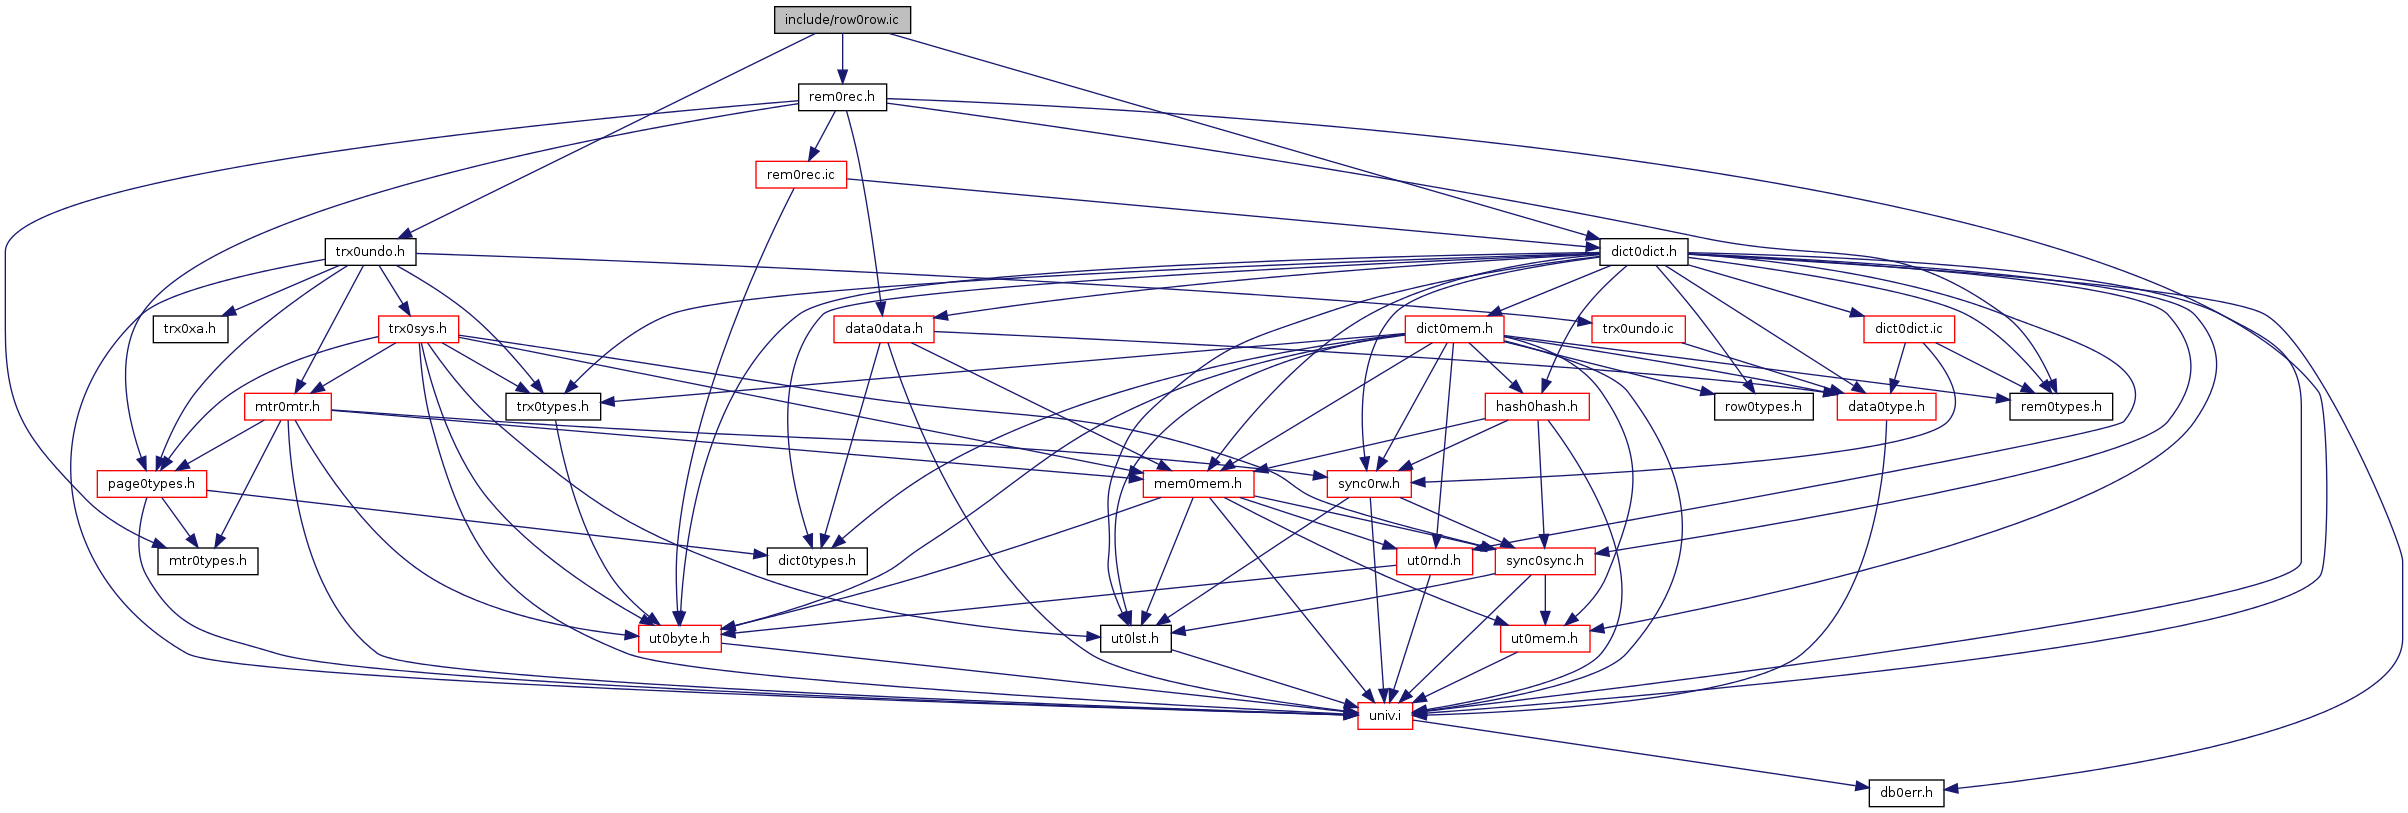 include/row0row.ic
rem0rec.h
rem0rec.ic
trx0undo.h
dict0dict.h
trx0xa.h
trx0sys.h
data0data.h
dict0mem.h
trx0undo.ic
dict0dict.ic
mtr0mtr.h
trx0types.h
hash0hash.h
row0types.h
data0type.h
rem0types.h
page0types.h
mem0mem.h
sync0rw.h
mtr0types.h
dict0types.h
ut0rnd.h
sync0sync.h
ut0byte.h
ut0lst.h
ut0mem.h
univ.i
db0err.h